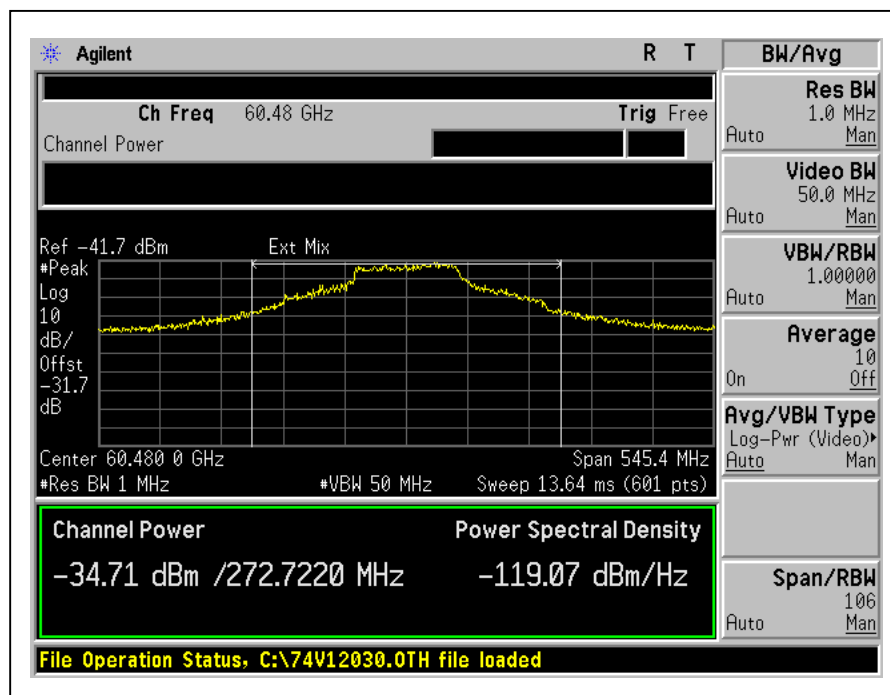 Agilent R T
BW/Avg
Ch Freq 60.48 GHz Trig Free
Channel Power
Ref -41.7 dBm Ext Mix
#Peak
Log
10
dB/
Offst
-31.7
dB
Center 60.480 0 GHz Span 545.4 MHz
#Res BW 1 MHz #VBW 50 MHz Sweep 13.64 ms (601 pts)
Channel Power Power Spectral Density
-34.71 dBm /272.7220 MHz -119.07 dBm/Hz
File Operation Status, C:\74V12030.OTH file loaded
Res BW
1.0 MHz
Auto Man
Video BW
50.0 MHz
Auto Man
VBW/RBW
1.00000
Auto Man
Average
10
On Off
Avg/VBW Type
Log-Pwr (Video)▸
Auto Man
Span/RBW
106
Auto Man